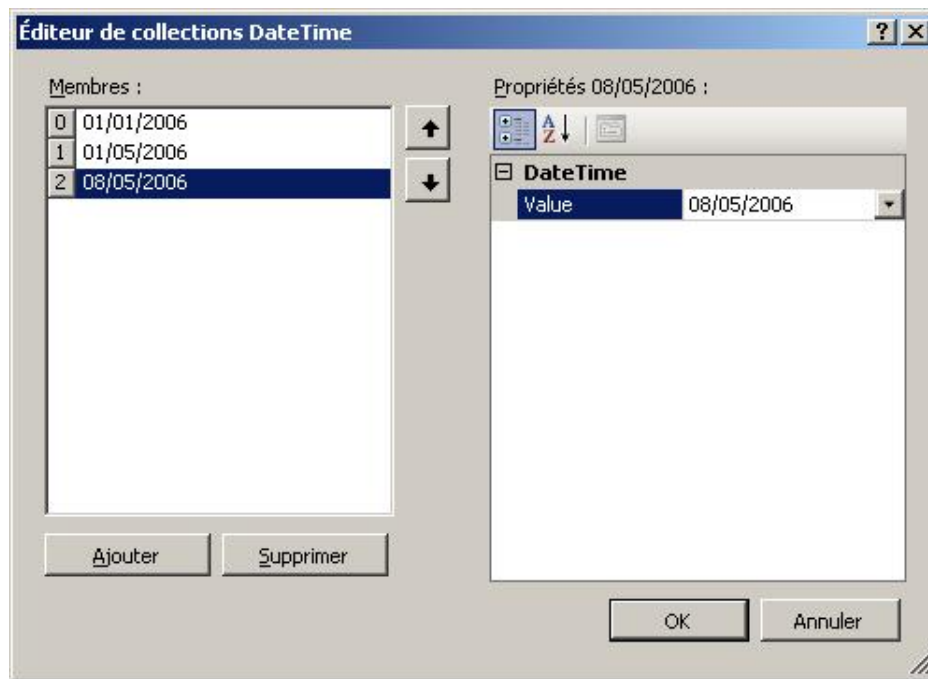 Éditeur de collections DateTime
Membres :
0 01/01/2006
1 01/05/2006
2 08/05/2006
Ajouter Supprimer
Propriétés 08/05/2006 :
A
Z
DateTime
Value 08/05/2006
OK Annuler